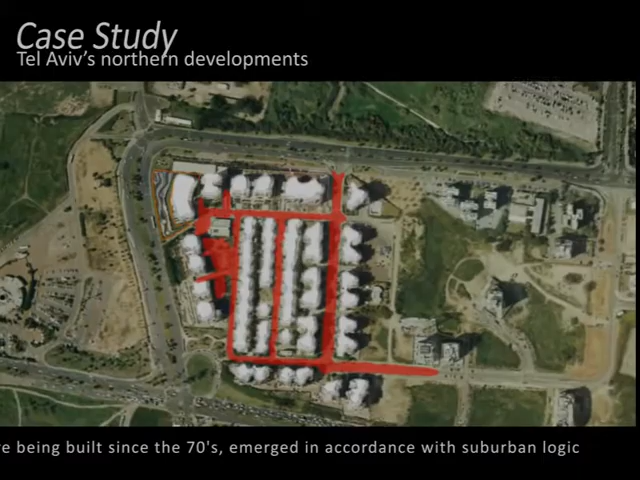 Case Study
Tel Aviv's northern developments
being built since the 70's, emerged in accordance with suburban logic